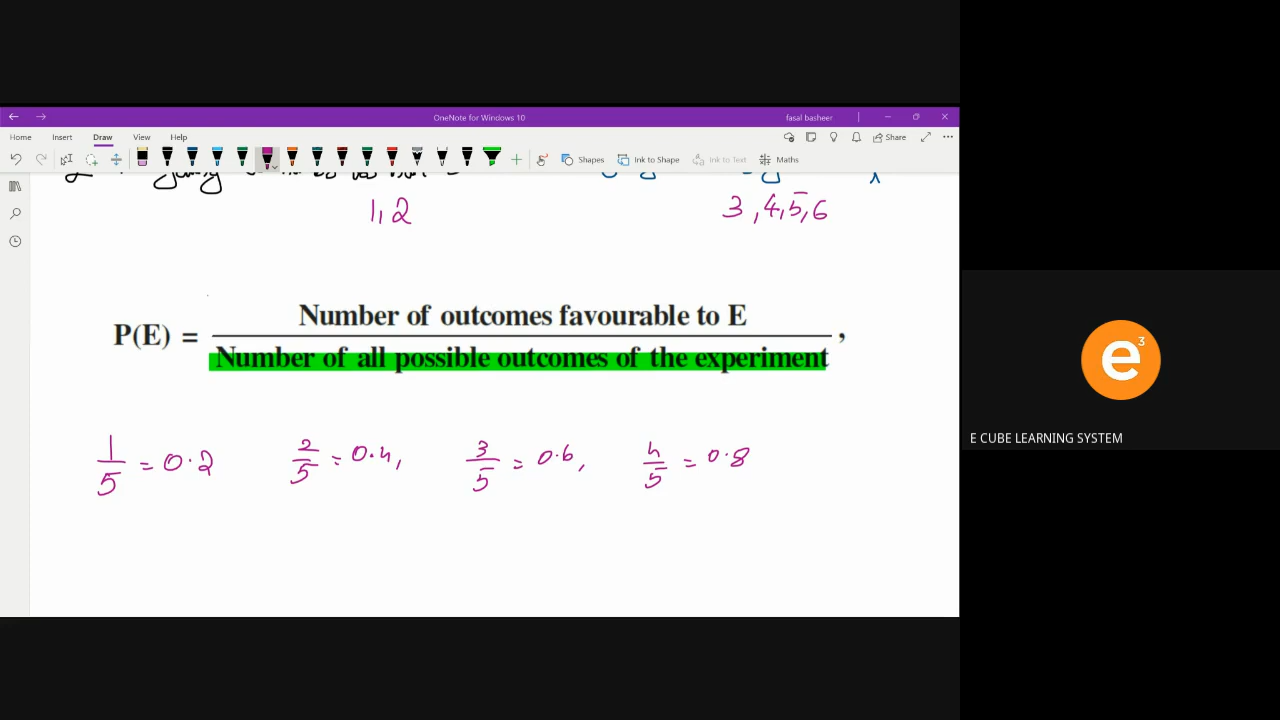 OneNote for Windows 10
fasal basheer
Home Insert Draw View Help
Share
Shapes Ink to Shape Ink to Text Maths
1, 2
3, 4, 5, 6
P(E) = Number of outcomes favourable to E
Number of all possible outcomes of the experiment ,
1/5 = 0.2 2/5 = 0.4, 3/5 = 0.6, 4/5 = 0.8
e3
E CUBE LEARNING SYSTEM